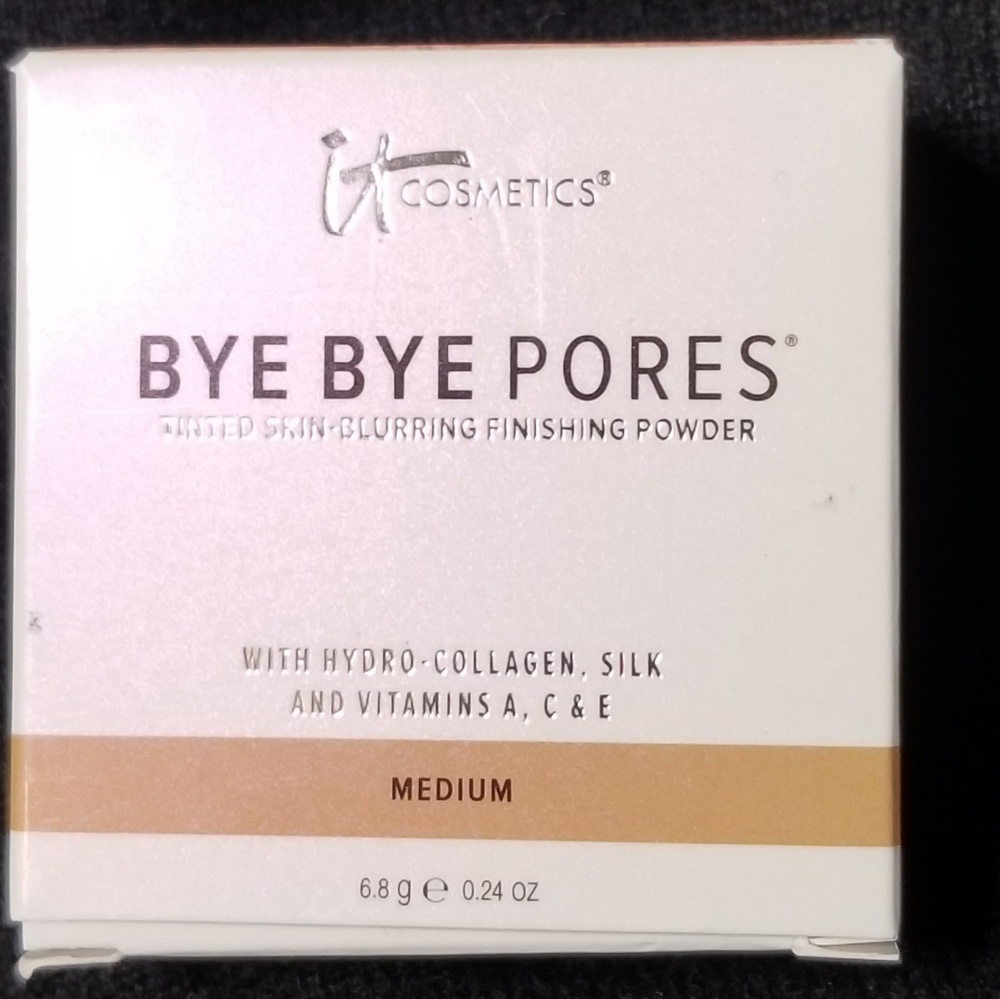 it COSMETICS®
BYE BYE PORES®
TINTED SKIN-BLURRING FINISHING POWDER
WITH HYDRO-COLLAGEN, SILK
AND VITAMINS A, C & E
MEDIUM
6.8 g ℮ 0.24 OZ